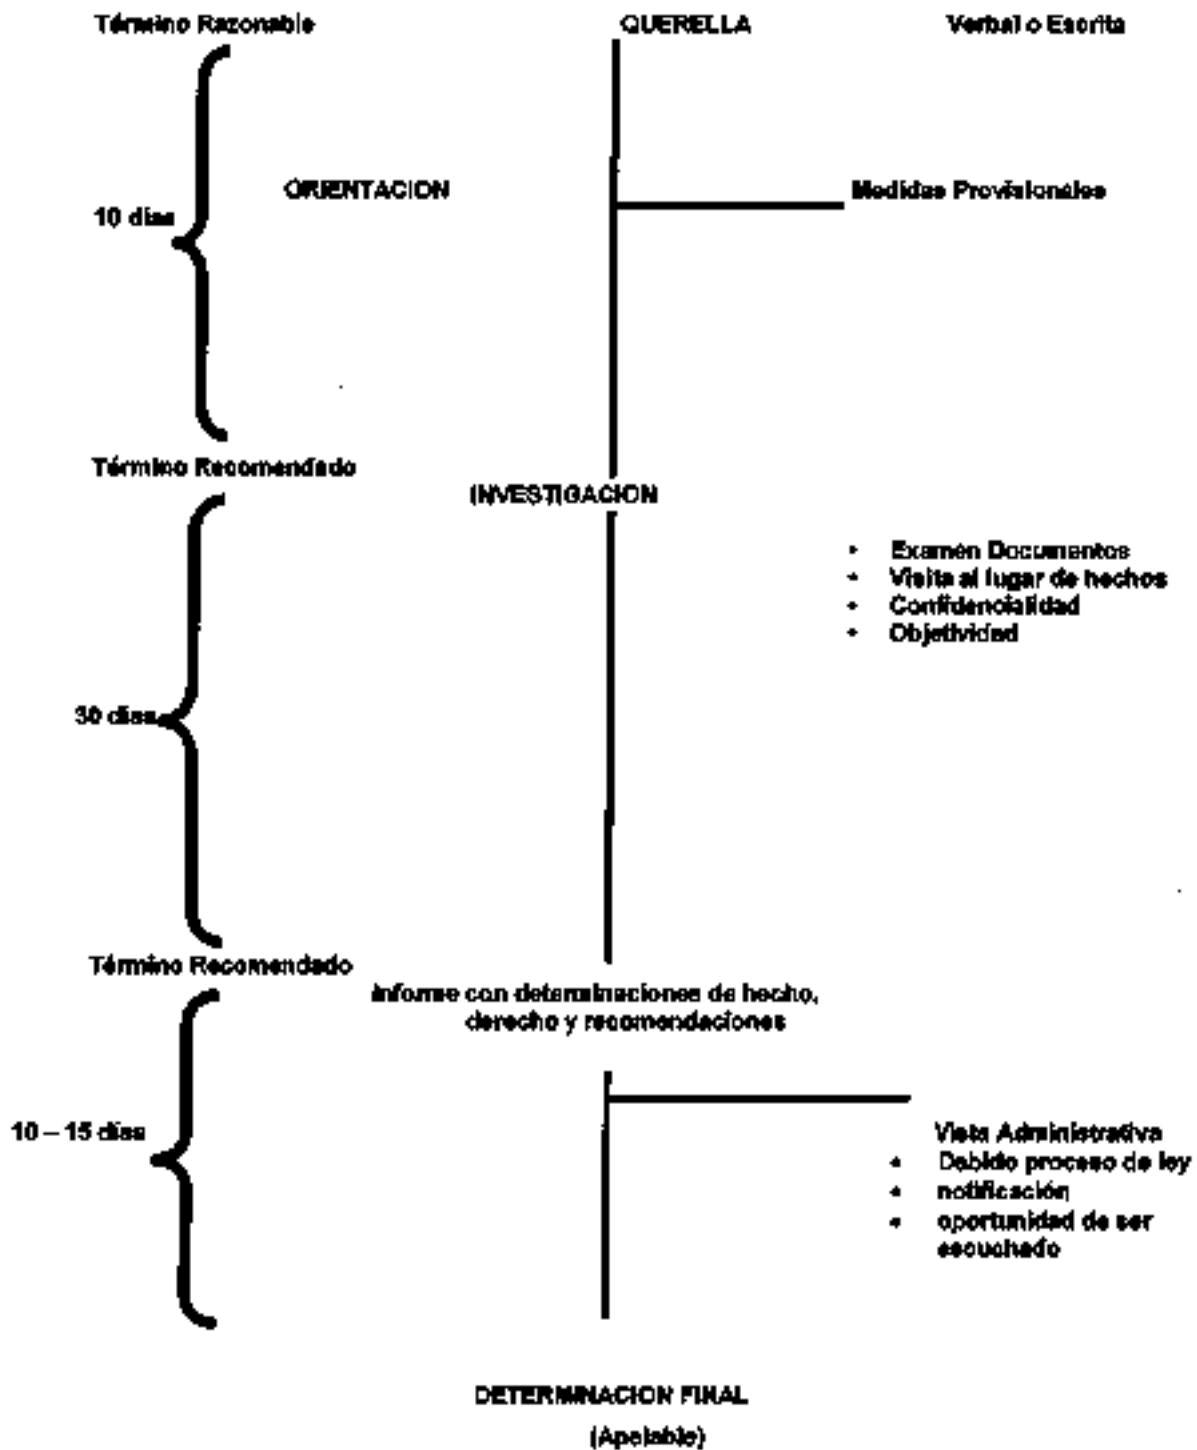 Término Razonable
QUERELLA
Verbal o Escrita
ORIENTACION
Medidas Provisionales
10 días
Término Recomendado
INVESTIGACION
• Examén Documentos
• Visita al lugar de hechos
• Confidencialidad
• Objetividad
30 días
Término Recomendado
Informe con determinaciones de hecho,
derecho y recomendaciones
10 – 15 días
Vista Administrativa
• Debido proceso de ley
• notificación
• oportunidad de ser
escuchado
DETERMINACION FINAL
(Apelable)